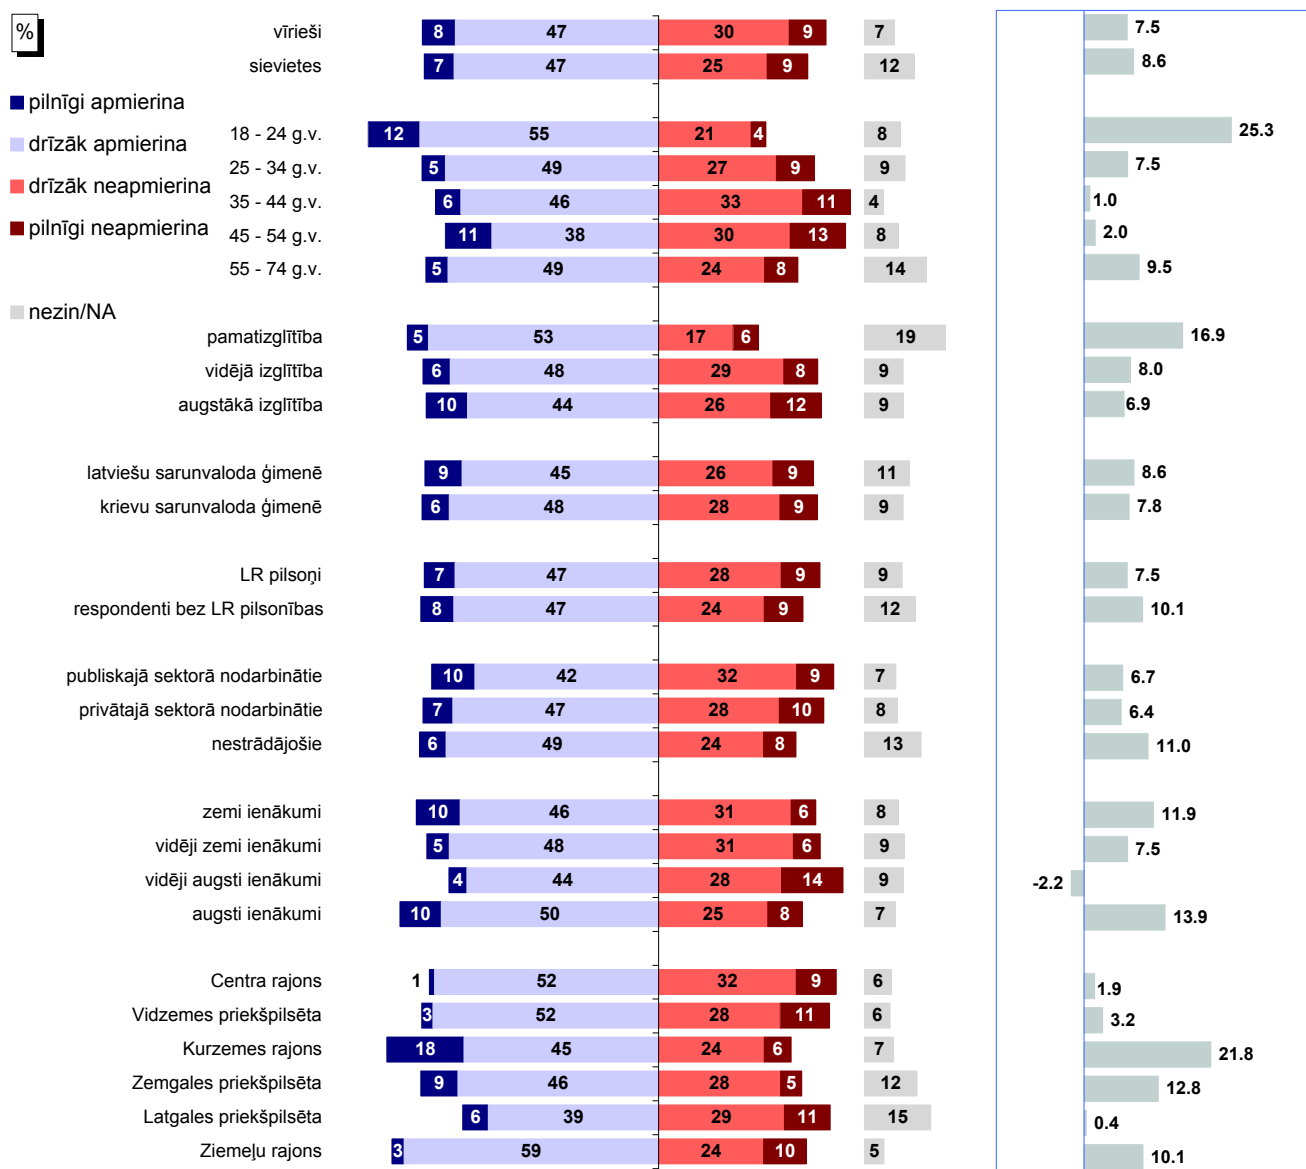 %
vīrieši 8 47 30 9 7 7.5
sievietes 7 47 25 9 12 8.6
pilnīgi apmierina
18 - 24 g.v. 12 55 21 4 8 25.3
drīzāk apmierina
25 - 34 g.v. 5 49 27 9 9 7.5
drīzāk neapmierina
35 - 44 g.v. 6 46 33 11 4 1.0
pilnīgi neapmierina
45 - 54 g.v. 11 38 30 13 8 2.0
55 - 74 g.v. 5 49 24 8 14 9.5
nezin/NA
pamatizglītība 5 53 17 6 19 16.9
vidējā izglītība 6 48 29 8 9 8.0
augstākā izglītība 10 44 26 12 9 6.9
latviešu sarunvaloda ģimenē 9 45 26 9 11 8.6
krievu sarunvaloda ģimenē 6 48 28 9 9 7.8
LR pilsoņi 7 47 28 9 9 7.5
respondenti bez LR pilsonības 8 47 24 9 12 10.1
publiskajā sektorā nodarbinātie 10 42 32 9 7 6.7
privātajā sektorā nodarbinātie 7 47 28 10 8 6.4
nestrādājošie 6 49 24 8 13 11.0
zemi ienākumi 10 46 31 6 8 11.9
vidēji zemi ienākumi 5 48 31 6 9 7.5
vidēji augsti ienākumi 4 44 28 14 9 -2.2
augsti ienākumi 10 50 25 8 7 13.9
Centra rajons 1 52 32 9 6 1.9
Vidzemes priekšpilsēta 3 52 28 11 6 3.2
Kurzemes rajons 18 45 24 6 7 21.8
Zemgales priekšpilsēta 9 46 28 5 12 12.8
Latgales priekšpilsēta 6 39 29 11 15 0.4
Ziemeļu rajons 3 59 24 10 5 10.1